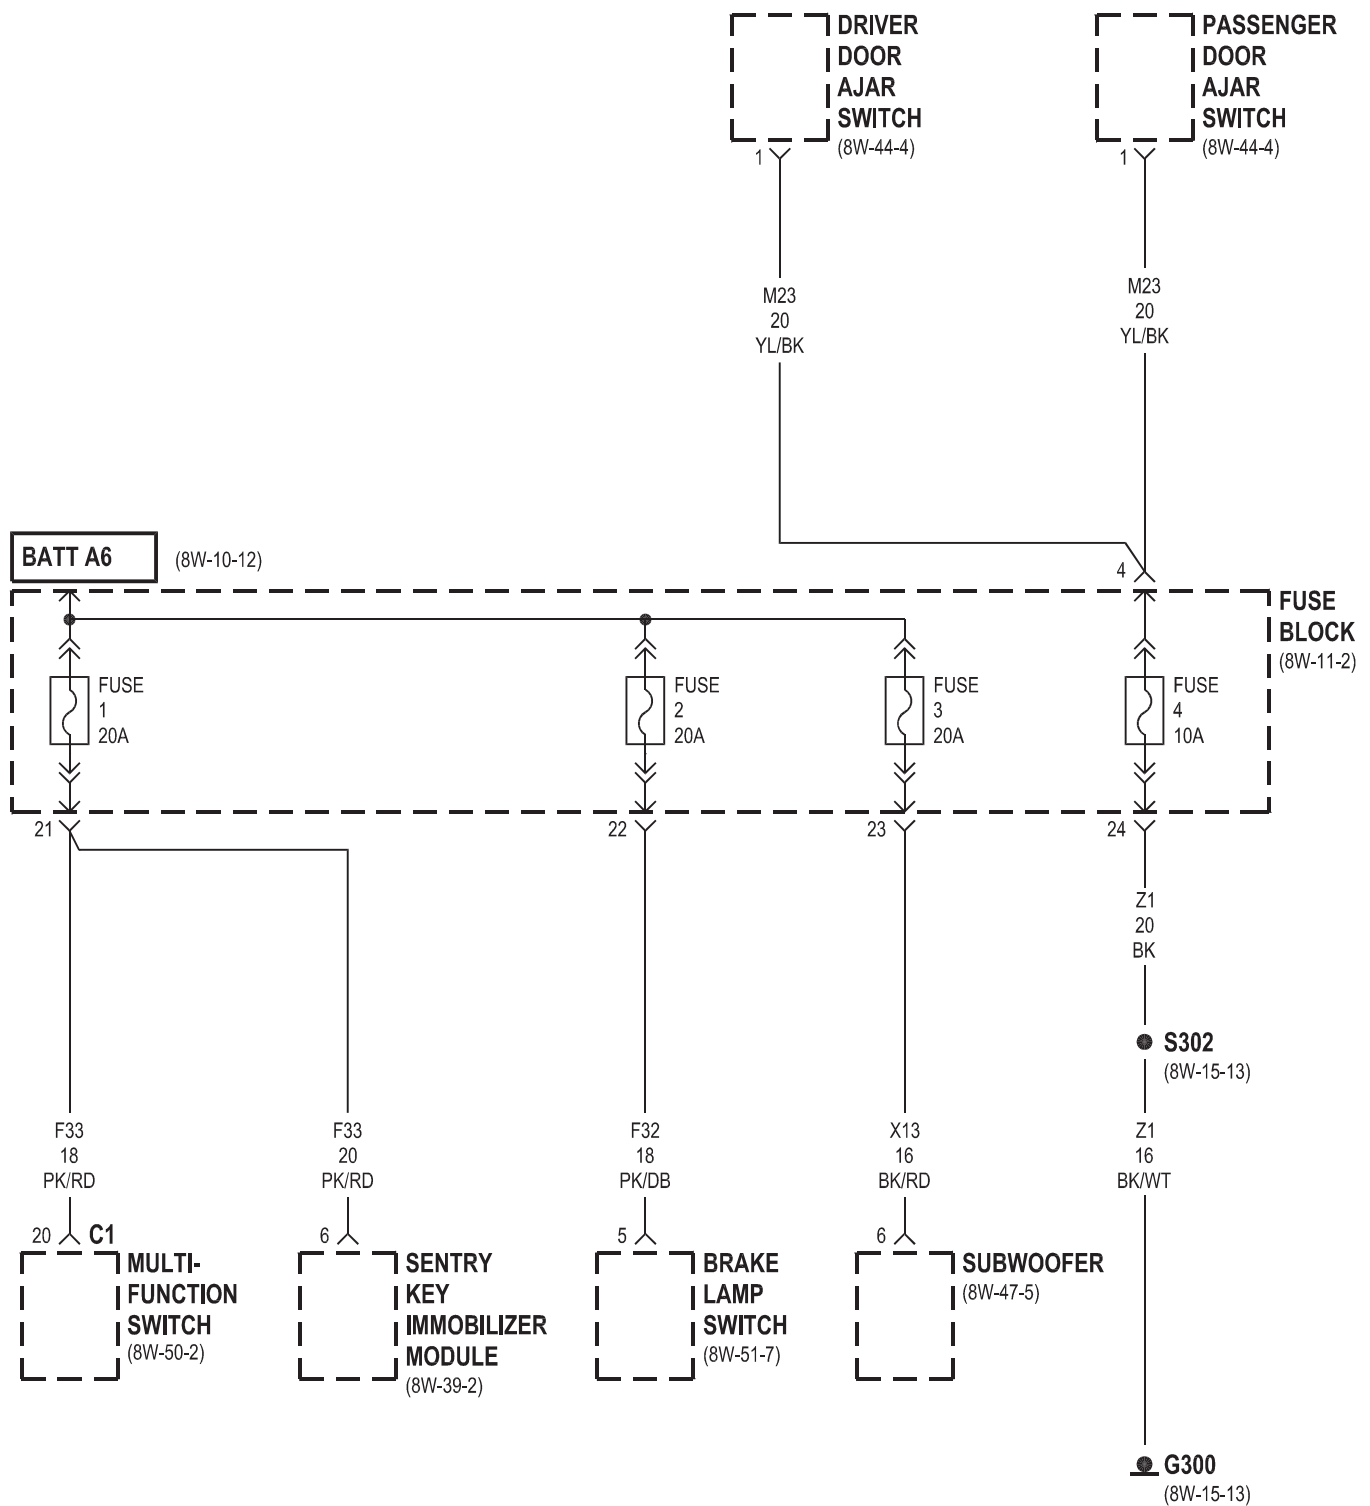 DRIVER
DOOR
AJAR
SWITCH
(8W-44-4)
1
PASSENGER
DOOR
AJAR
SWITCH
(8W-44-4)
1
M23
20
YL/BK
M23
20
YL/BK
BATT A6
(8W-10-12)
4
FUSE
BLOCK
(8W-11-2)
FUSE
1
20A
FUSE
2
20A
FUSE
3
20A
FUSE
4
10A
21
22
23
24
Z1
20
BK
S302
(8W-15-13)
F33
18
PK/RD
F33
20
PK/RD
F32
18
PK/DB
X13
16
BK/RD
Z1
16
BK/WT
20
C1
MULTI-
FUNCTION
SWITCH
(8W-50-2)
6
SENTRY
KEY
IMMOBILIZER
MODULE
(8W-39-2)
5
BRAKE
LAMP
SWITCH
(8W-51-7)
6
SUBWOOFER
(8W-47-5)
G300
(8W-15-13)